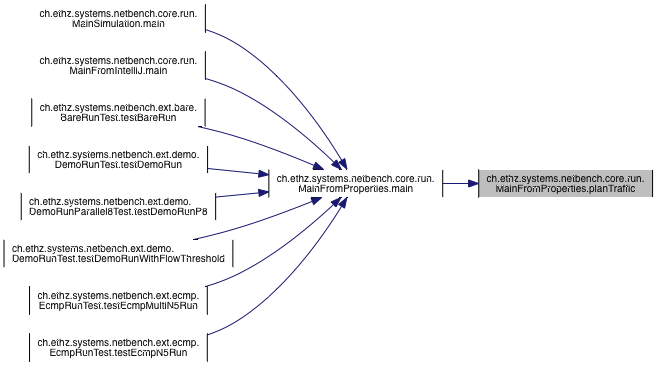 ch.ethz.systems.netbench.core.run.
MainSimulation.main
ch.ethz.systems.netbench.core.run.
MainFromIntelliJ.main
ch.ethz.systems.netbench.ext.bare.
BareRunTest.testBareRun
ch.ethz.systems.netbench.ext.demo.
DemoRunTest.testDemoRun
ch.ethz.systems.netbench.core.run.
MainFromProperties.main
ch.ethz.systems.netbench.core.run.
MainFromProperties.planTraffic
ch.ethz.systems.netbench.ext.demo.
DemoRunParallel8Test.testDemoRunP8
ch.ethz.systems.netbench.ext.demo.
DemoRunTest.testDemoRunWithFlowThreshold
ch.ethz.systems.netbench.ext.ecmp.
EcmpRunTest.testEcmpMultiN5Run
ch.ethz.systems.netbench.ext.ecmp.
EcmpRunTest.testEcmpN5Run